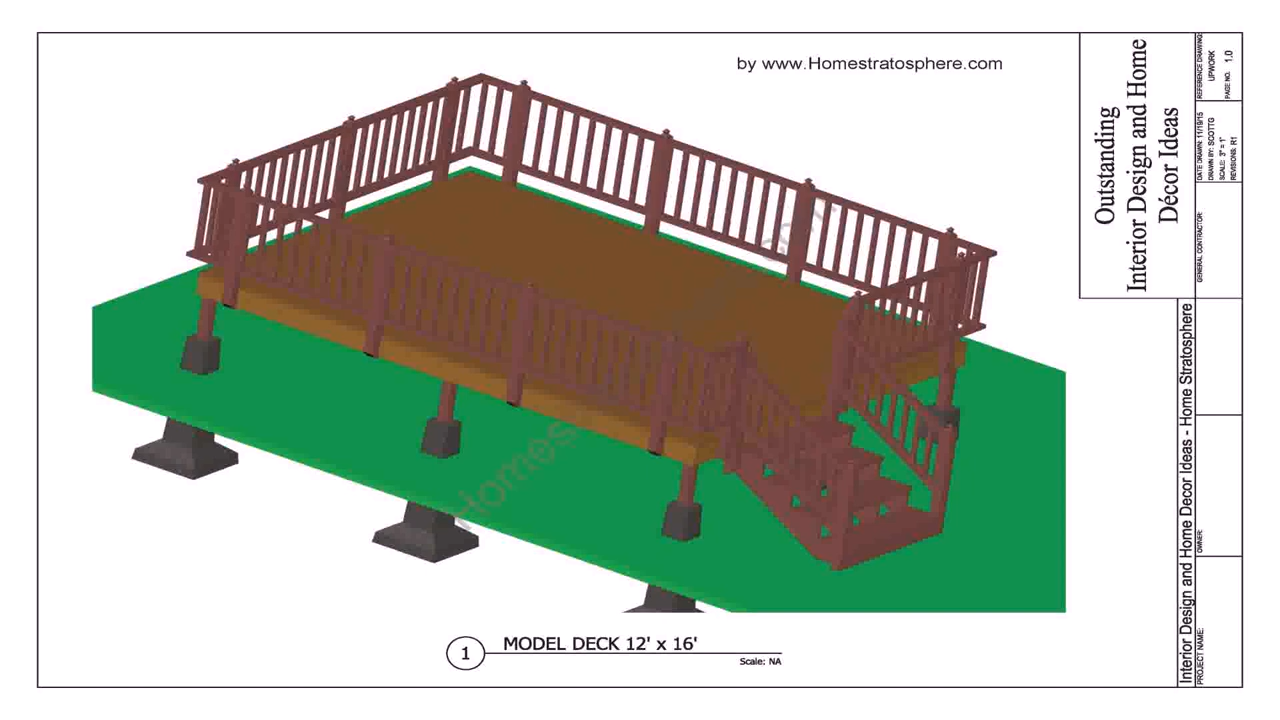 by www.Homestratosphere.com
Outstanding
Interior Design and Home
Décor Ideas
REFERENCE DRAWING:
UPWORK
PAGE NO. 1.0
DATE DRAWN: 11/19/15
DRAWN BY: SCOTTG
SCALE: 3" = 1'
REVISIONS: R1
GENERAL CONTRACTOR:
Interior Design and Home Decor Ideas - Home Stratosphere
OWNER:
PROJECT NAME:
1
MODEL DECK 12' x 16'
Scale: NA